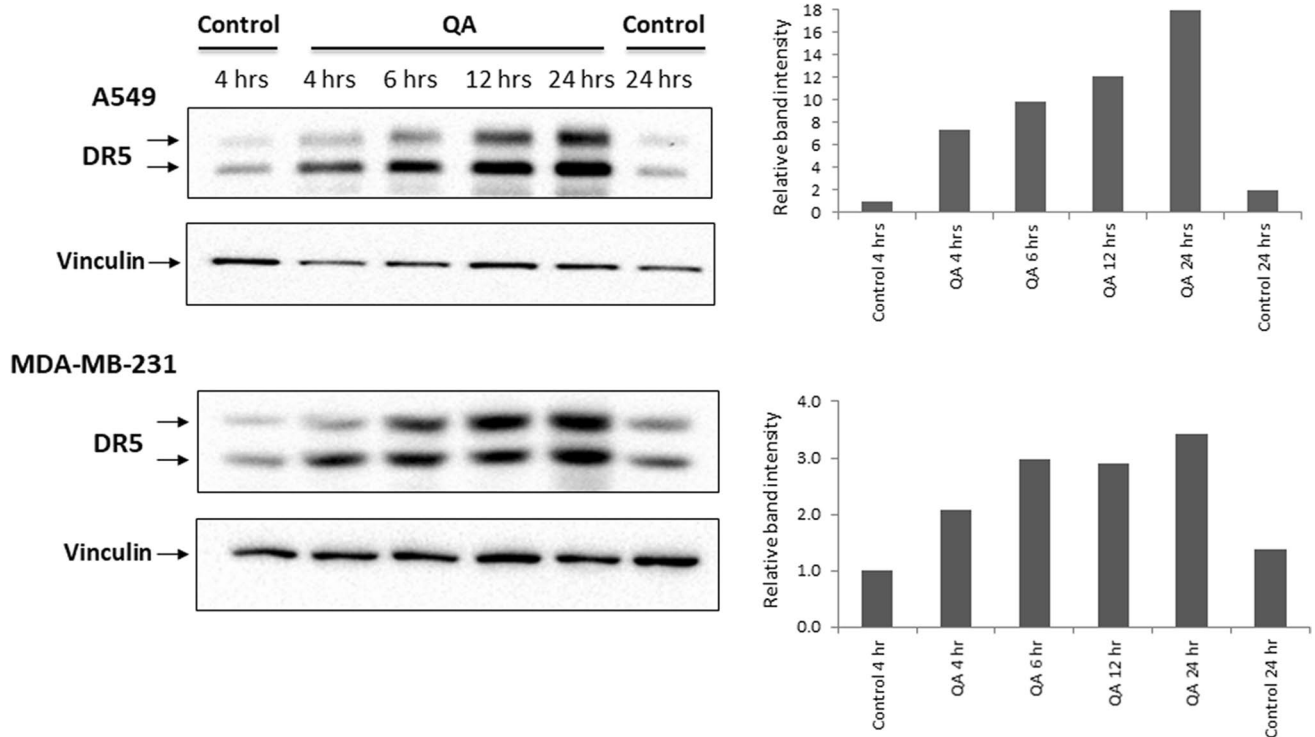 Control QA Control
4 hrs 4 hrs 6 hrs 12 hrs 24 hrs 24 hrs
A549
DR5
Vinculin
MDA-MB-231
DR5
Vinculin
Relative band intensity
18
16
14
12
10
8
6
4
2
0
Control 4 hrs
QA 4 hrs
QA 6 hrs
QA 12 hrs
QA 24 hrs
Control 24 hrs
Relative band intensity
4.0
3.0
2.0
1.0
0.0
Control 4 hr
QA 4 hr
QA 6 hr
QA 12 hr
QA 24 hr
Control 24 hr